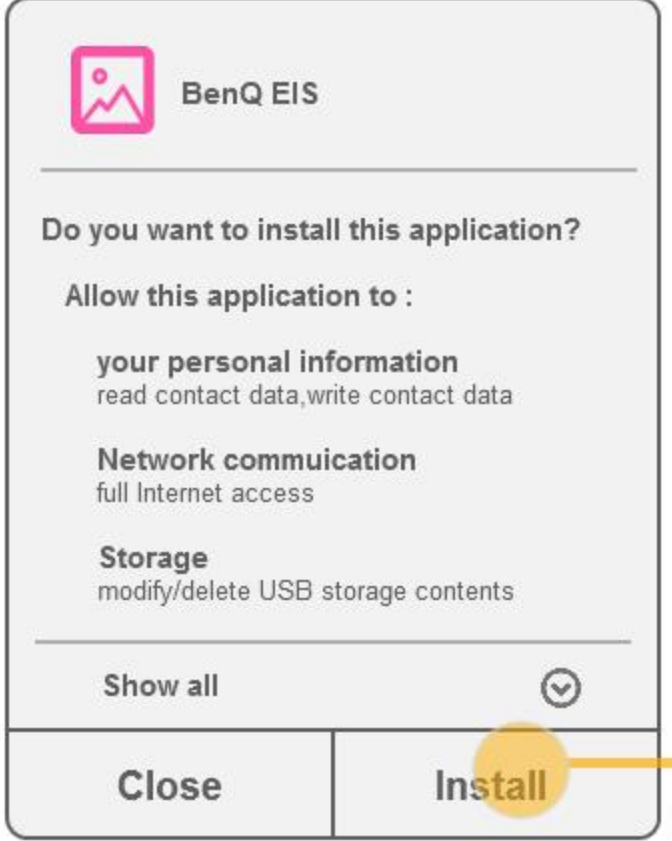 BenQ EIS
Do you want to install this application?
Allow this application to :
your personal information
read contact data,write contact data
Network commuication
full Internet access
Storage
modify/delete USB storage contents
Show all
Close
Install